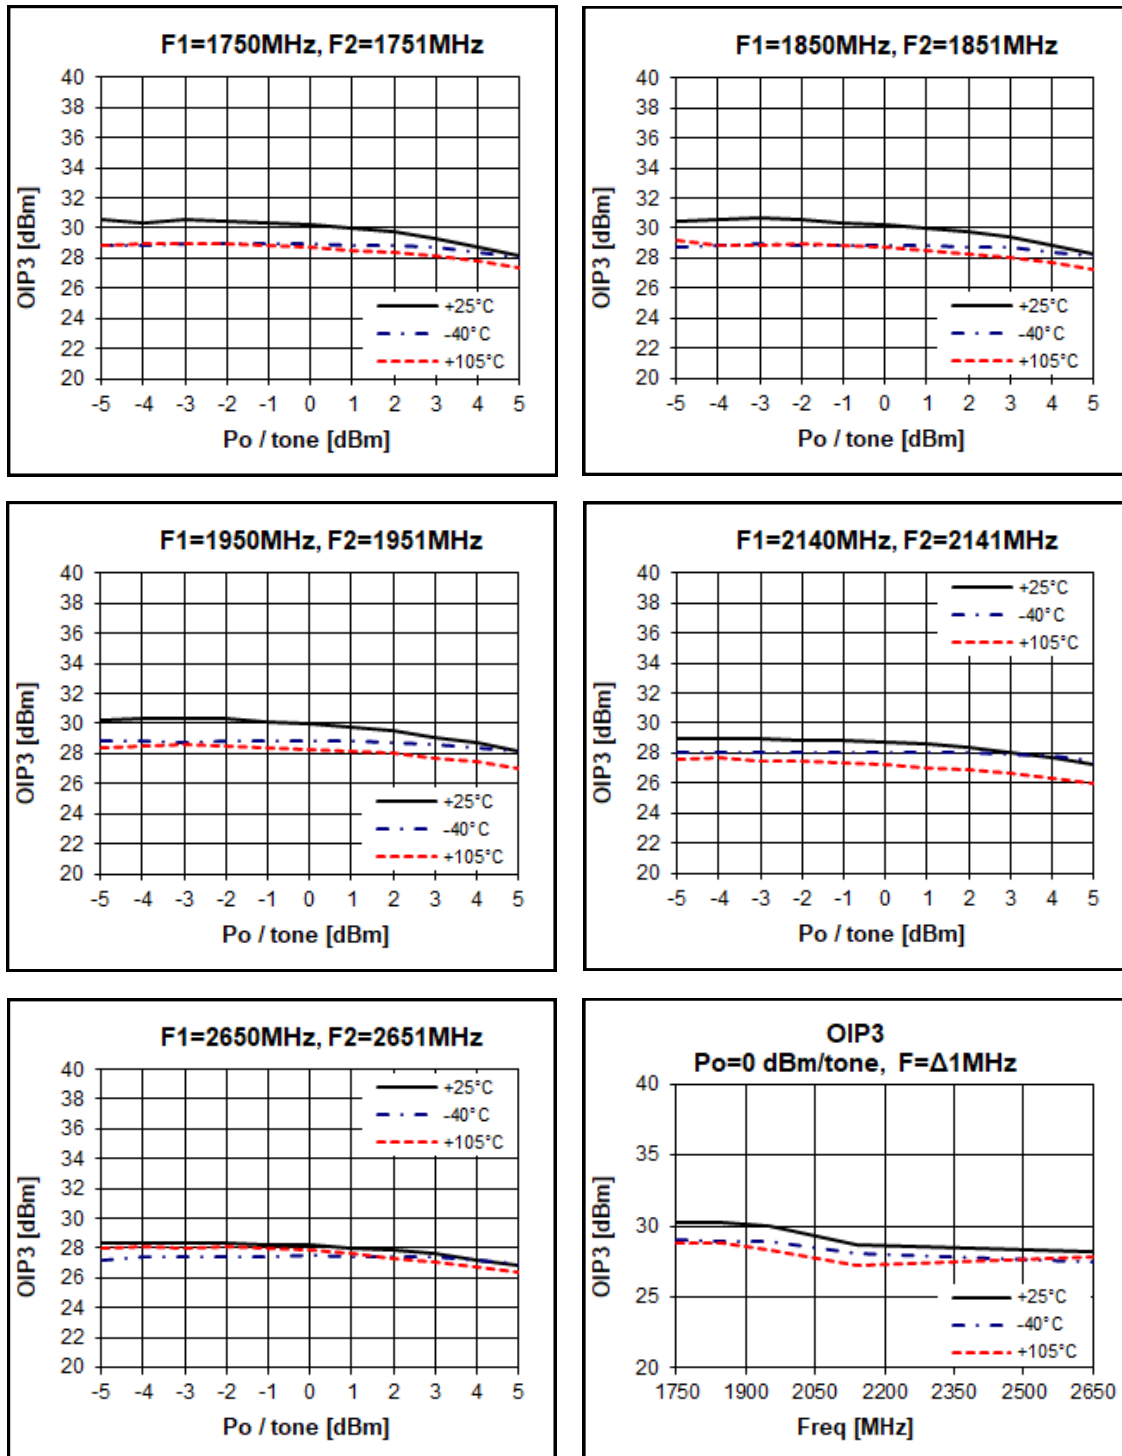 F1=1750MHz, F2=1751MHz
40
38
36
34
32
30
28
26
24
22
20
OIP3 [dBm]
+25°C
-40°C
+105°C
-5 -4 -3 -2 -1 0 1 2 3 4 5
Po / tone [dBm]
F1=1850MHz, F2=1851MHz
40
38
36
34
32
30
28
26
24
22
20
OIP3 [dBm]
+25°C
-40°C
+105°C
-5 -4 -3 -2 -1 0 1 2 3 4 5
Po / tone [dBm]
F1=1950MHz, F2=1951MHz
40
38
36
34
32
30
28
26
24
22
20
OIP3 [dBm]
+25°C
-40°C
+105°C
-5 -4 -3 -2 -1 0 1 2 3 4 5
Po / tone [dBm]
F1=2140MHz, F2=2141MHz
40
38
36
34
32
30
28
26
24
22
20
OIP3 [dBm]
+25°C
-40°C
+105°C
-5 -4 -3 -2 -1 0 1 2 3 4 5
Po / tone [dBm]
F1=2650MHz, F2=2651MHz
40
38
36
34
32
30
28
26
24
22
20
OIP3 [dBm]
+25°C
-40°C
+105°C
-5 -4 -3 -2 -1 0 1 2 3 4 5
Po / tone [dBm]
OIP3
Po=0 dBm/tone, F=Δ1MHz
40
35
30
25
20
OIP3 [dBm]
+25°C
-40°C
+105°C
1750 1900 2050 2200 2350 2500 2650
Freq [MHz]